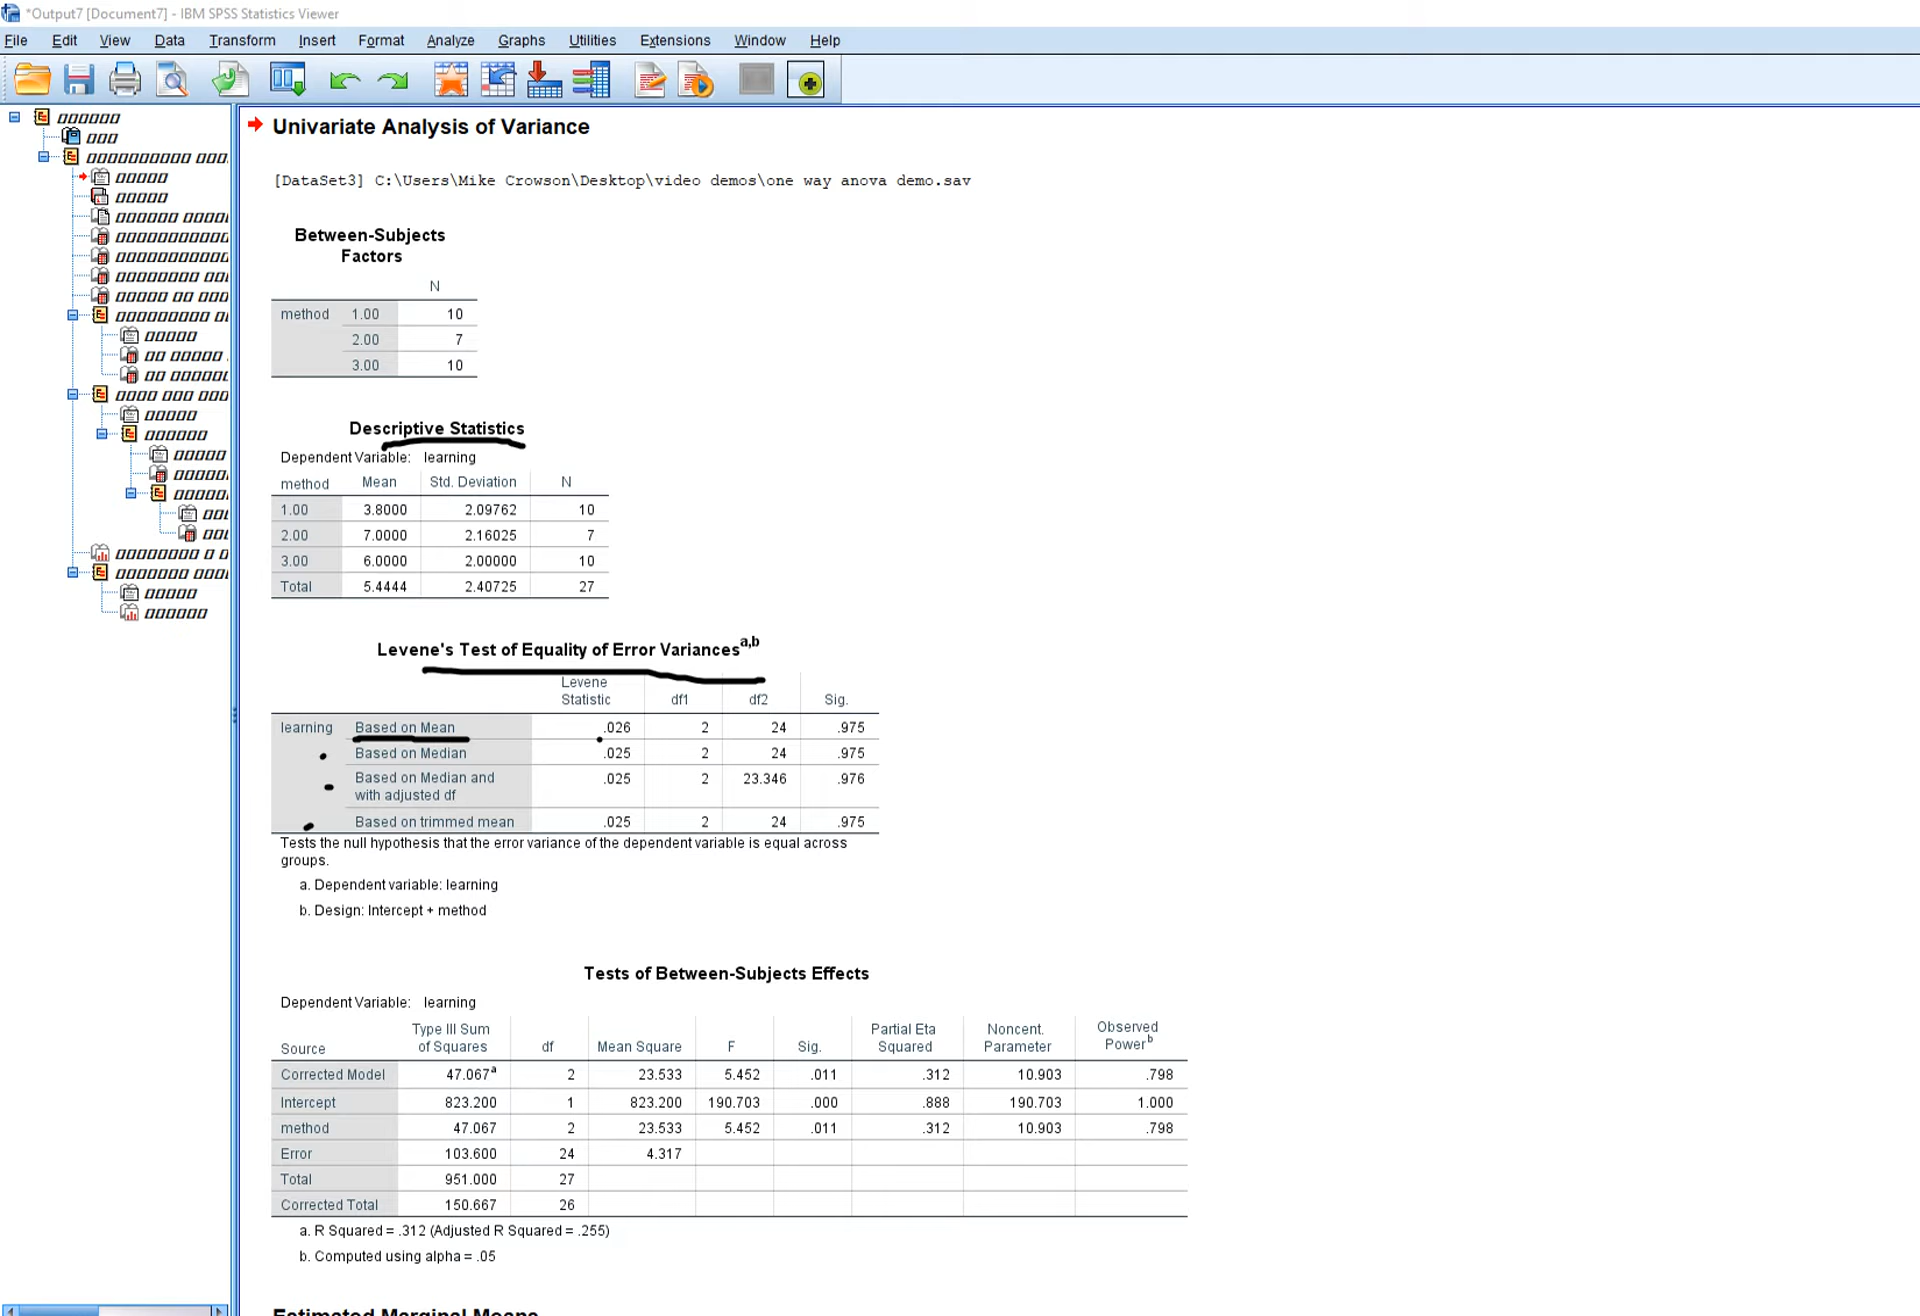 *Output7 [Document7] - IBM SPSS Statistics Viewer
File Edit View Data Transform Insert Format Analyze Graphs Utilities Extensions Window Help
Univariate Analysis of Variance
[DataSet3] C:\Users\Mike Crowson\Desktop\video demos\one way anova demo.sav
Between-Subjects
Factors
N
method 1.00 10
2.00 7
3.00 10
Descriptive Statistics
Dependent Variable: learning
method Mean Std. Deviation N
1.00 3.8000 2.09762 10
2.00 7.0000 2.16025 7
3.00 6.0000 2.00000 10
Total 5.4444 2.40725 27
Levene's Test of Equality of Error Variances a,b
Levene
Statistic df1 df2 Sig.
learning Based on Mean .026 2 24 .975
Based on Median .025 2 24 .975
Based on Median and .025 2 23.346 .976
with adjusted df
Based on trimmed mean .025 2 24 .975
Tests the null hypothesis that the error variance of the dependent variable is equal across
groups.
a. Dependent variable: learning
b. Design: Intercept + method
Tests of Between-Subjects Effects
Dependent Variable: learning
Type III Sum Partial Eta Noncent. Observed
Source of Squares df Mean Square F Sig. Squared Parameter Power b
Corrected Model 47.067 a 2 23.533 5.452 .011 .312 10.903 .798
Intercept 823.200 1 823.200 190.703 .000 .888 190.703 1.000
method 47.067 2 23.533 5.452 .011 .312 10.903 .798
Error 103.600 24 4.317
Total 951.000 27
Corrected Total 150.667 26
a. R Squared = .312 (Adjusted R Squared = .255)
b. Computed using alpha = .05
Estimated Marginal Means